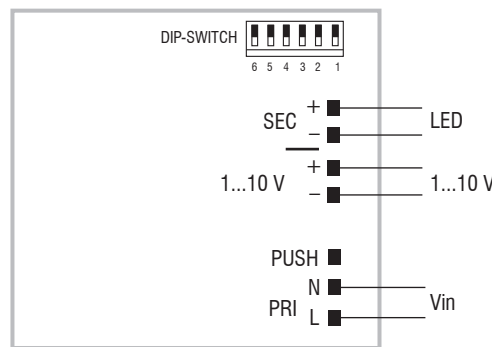 DIP-SWITCH
6 5 4 3 2 1
+
SEC LED
−
+
1...10 V 1...10 V
−
PUSH
N
PRI Vin
L